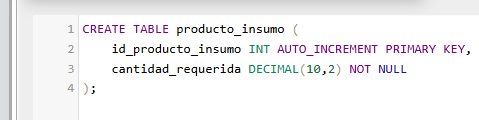 1 CREATE TABLE producto_insumo (
2 id_producto_insumo INT AUTO_INCREMENT PRIMARY KEY,
3 cantidad_requerida DECIMAL(10,2) NOT NULL
4 );